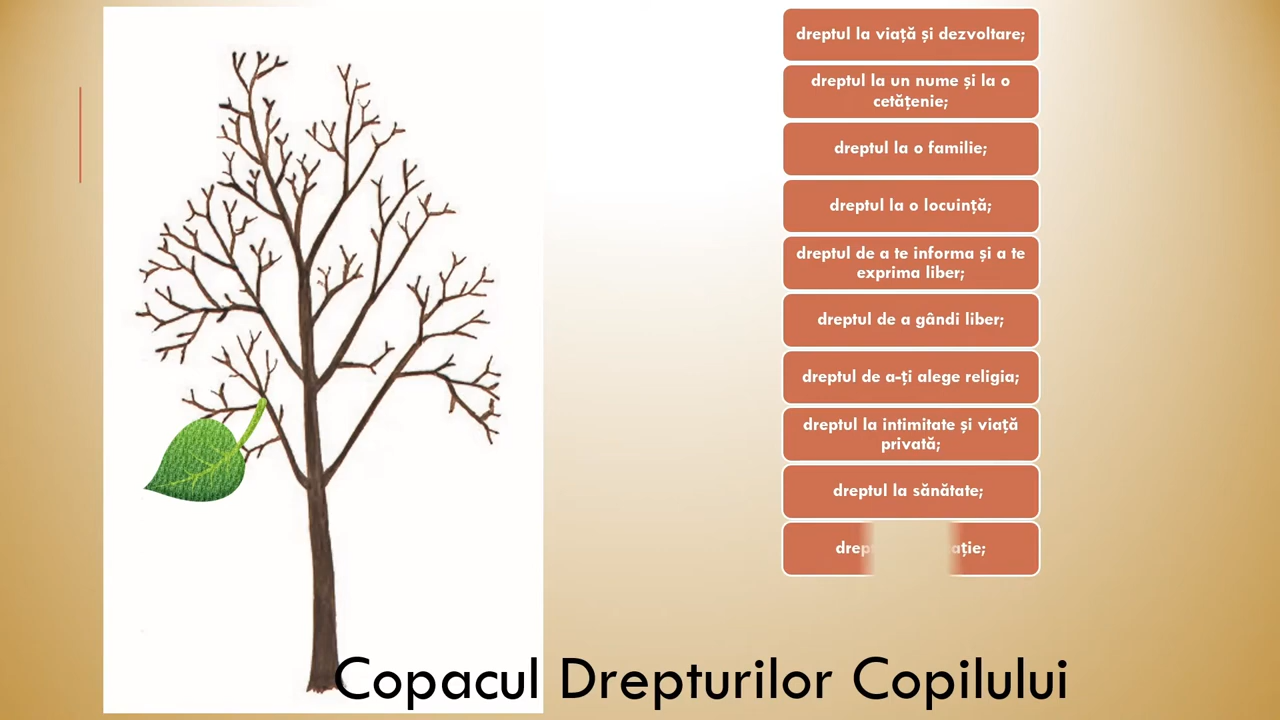 dreptul la viață și dezvoltare;
dreptul la un nume și la o
cetățenie;
dreptul la o familie;
dreptul la o locuință;
dreptul de a te informa și a te
exprima liber;
dreptul de a gândi liber;
dreptul de a-ți alege religia;
dreptul la intimitate și viață
privată;
dreptul la sănătate;
Copacul Drepturilor Copilului